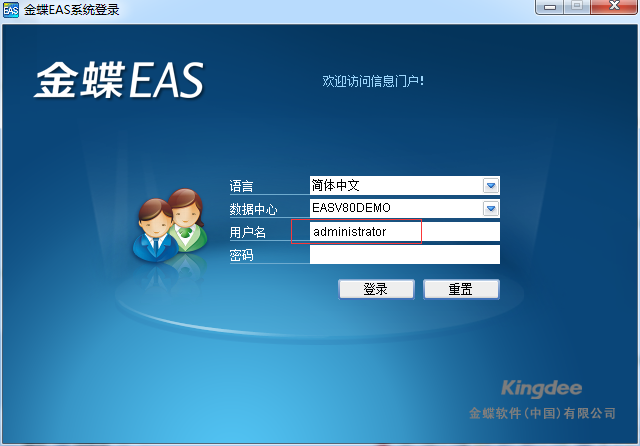 EAS 金蝶EAS系统登录
金蝶EAS
欢迎访问信息门户!
语言 简体中文
数据中心 EASV80DEMO
用户名 administrator
密码
登录 重置
Kingdee
金蝶软件(中国)有限公司